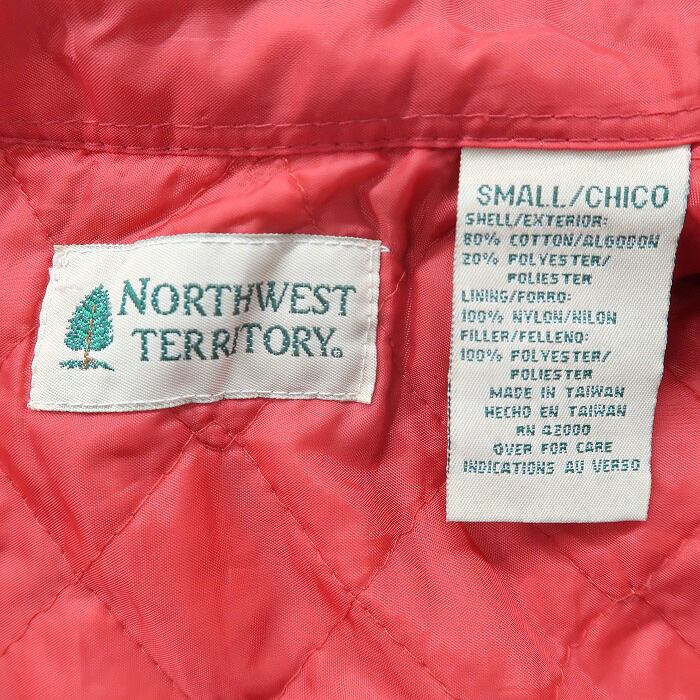 NORTHWEST
TERRITORY®
SMALL/CHICO
SHELL/EXTERIOR:
80% COTTON/ALGODON
20% POLYESTER/
POLIESTER
LINING/FORRO:
100% NYLON/NILON
FILLER/FELLENO:
100% POLYESTER/
POLIESTER
MADE IN TAIWAN
HECHO EN TAIWAN
RN 42000
OVER FOR CARE
INDICATIONS AU VERSO